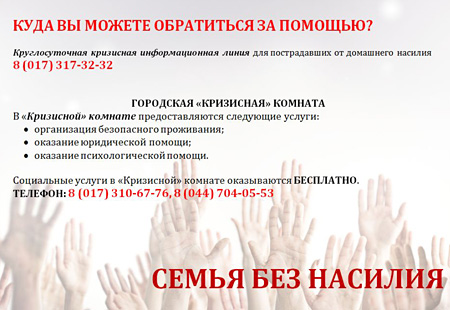 КУДА ВЫ МОЖЕТЕ ОБРАТИТЬСЯ ЗА ПОМОЩЬЮ?
Круглосуточная кризисная информационная линия для пострадавших от домашнего насилия
8 (017) 317-32-32
ГОРОДСКАЯ «КРИЗИСНАЯ» КОМНАТА
В «Кризисной» комнате предоставляются следующие услуги:
• организация безопасного проживания;
• оказание юридической помощи;
• оказание психологической помощи.
Социальные услуги в «Кризисной» комнате оказываются БЕСПЛАТНО.
ТЕЛЕФОН: 8 (017) 310-67-76, 8 (044) 704-05-53
СЕМЬЯ БЕЗ НАСИЛИЯ